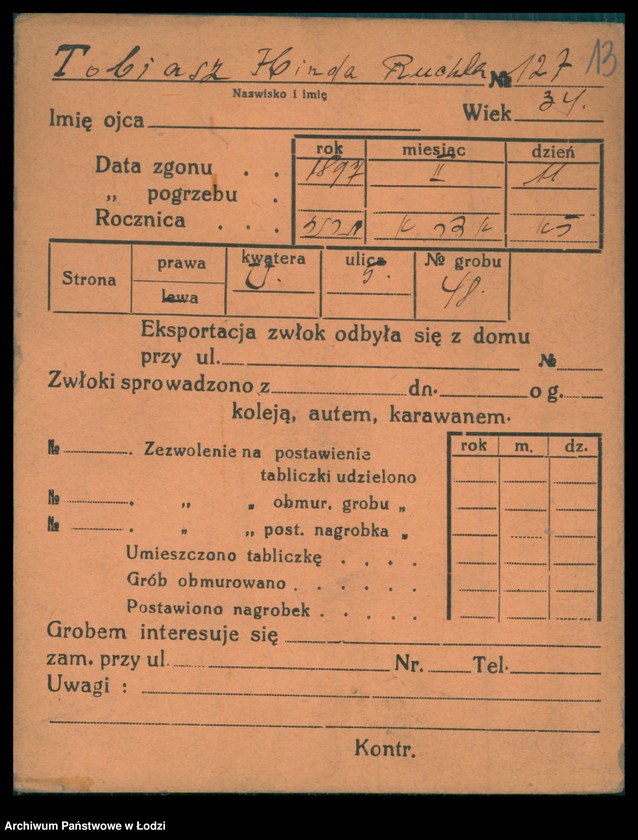 Tobiasz Hinda Ruchla № 127 13
Nazwisko i imię
Imię ojca Wiek 34.
rok miesiąc dzień
Data zgonu . . 1897 II 11
„ pogrzebu .
Rocznica . . .
Strona prawa kwatera ulica № grobu
lewa U. 5. 48.
Eksportacja zwłok odbyła się z domu
przy ul. №
Zwłoki sprowadzono z dn. o g.
koleją, autem, karawanem.
№ . Zezwolenie na postawienie rok m. dz.
tabliczki udzielono
№ . „ „ obmur. grobu „
№ . „ „ post. nagrobka „
Umieszczono tabliczkę . . . .
Grób obmurowano . . . . . .
Postawiono nagrobek . . . . .
Grobem interesuje się
zam. przy ul. Nr. Tel.
Uwagi :
Kontr.
Archiwum Państwowe w Łodzi